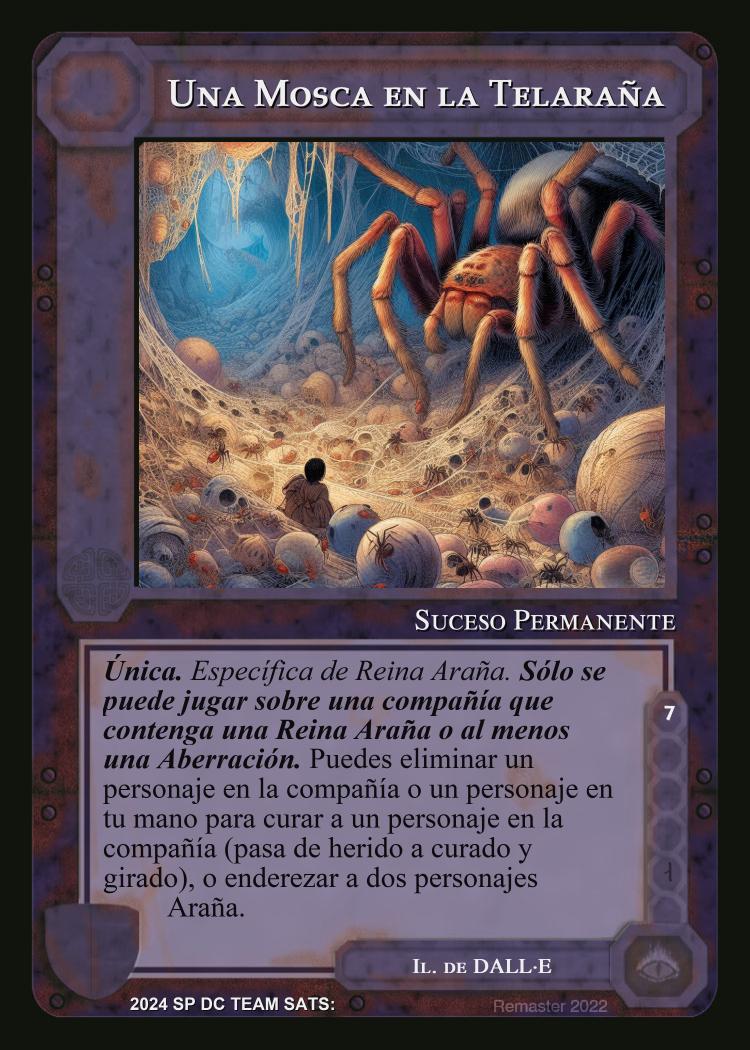 Una Mosca en la Telaraña
Suceso Permanente
Única. Específica de Reina Araña. Sólo se
puede jugar sobre una compañía que
contenga una Reina Araña o al menos
una Aberración. Puedes eliminar un
personaje en la compañía o un personaje en
tu mano para curar a un personaje en la
compañía (pasa de herido a curado y
girado), o enderezar a dos personajes
Araña.
7
Il. de DALL·E
2024 SP DC TEAM SATS:
Remaster 2022